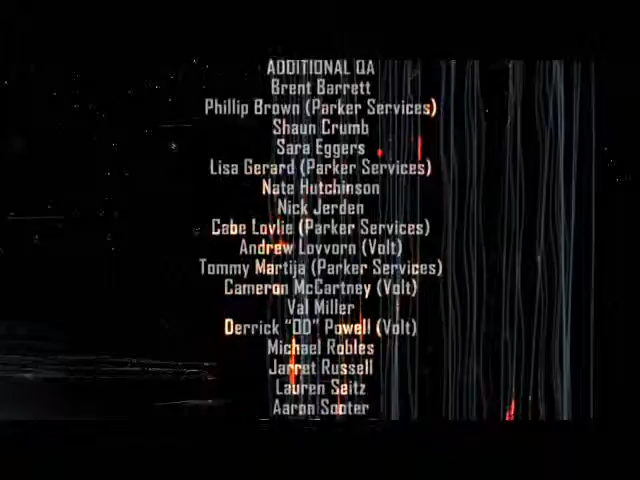 ADDITIONAL QA
Brent Barrett
Phillip Brown (Parker Services)
Shaun Crumb
Sara Eggers
Lisa Gerard (Parker Services)
Nate Hutchinson
Nick Jerden
Cabe Lovlie (Parker Services)
Andrew Lovvorn (Volt)
Tommy Martija (Parker Services)
Cameron McCartney (Volt)
Val Miller
Derrick "DD" Powell (Volt)
Michael Robles
Jarret Russell
Lauren Seitz
Aaron Sooter